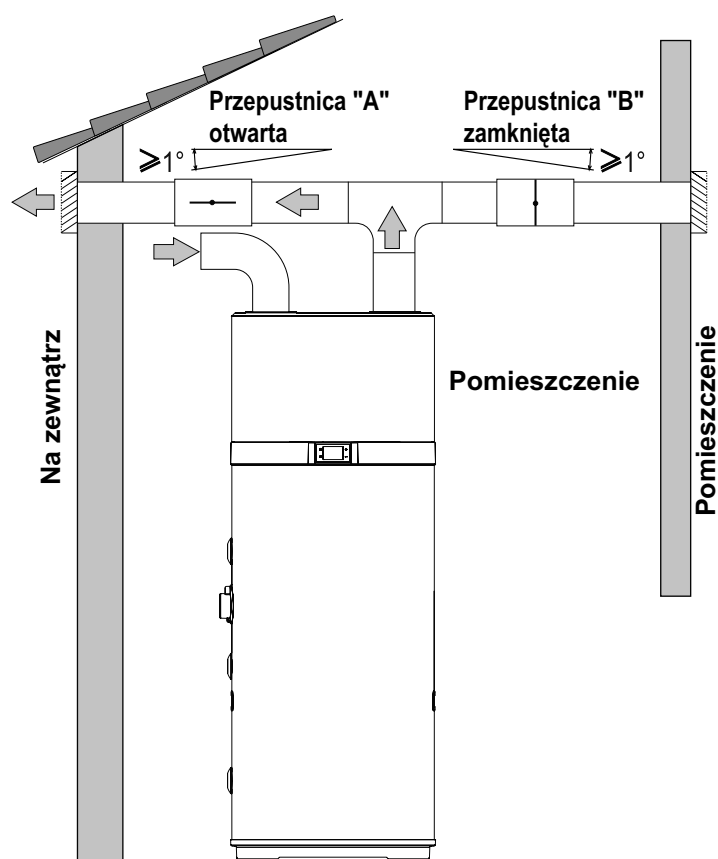 Przepustnica "A"
otwarta
Przepustnica "B"
zamknięta
⩾1°
⩾1°
Na zewnątrz
Pomieszczenie
Pomieszczenie